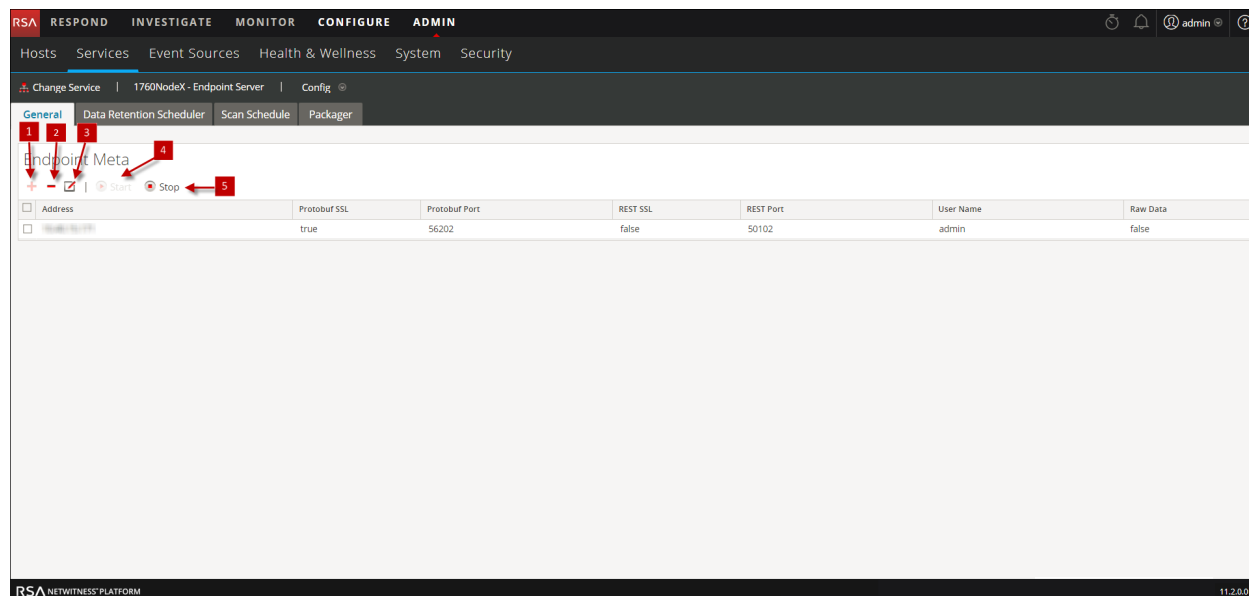 RSA RESPOND INVESTIGATE MONITOR CONFIGURE ADMIN admin
Hosts Services Event Sources Health & Wellness System Security
Change Service | 1760NodeX - Endpoint Server | Config
General Data Retention Scheduler Scan Schedule Packager
1 2 3 4
Endpoint Meta
Start Stop 5
Address Protobuf SSL Protobuf Port REST SSL REST Port User Name Raw Data
true 56202 false 50102 admin false
RSA NETWITNESS® PLATFORM 11.2.0.0